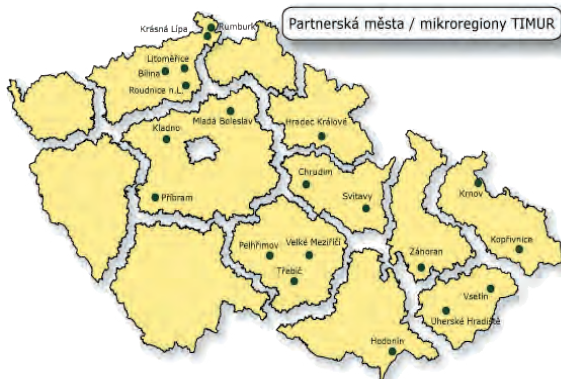 Partnerská města / mikroregiony TIMUR
Rumburk
Krásná Lípa
Litoměřice
Bílina
Roudnice n.L.
Mladá Boleslav
Kladno
Hradec Králové
Chrudim
Krnov
Příbram
Svitavy
Pelhřimov
Velké Meziříčí
Záhoran
Kopřivnice
Třebíč
Vsetín
Uherské Hradiště
Hodonín